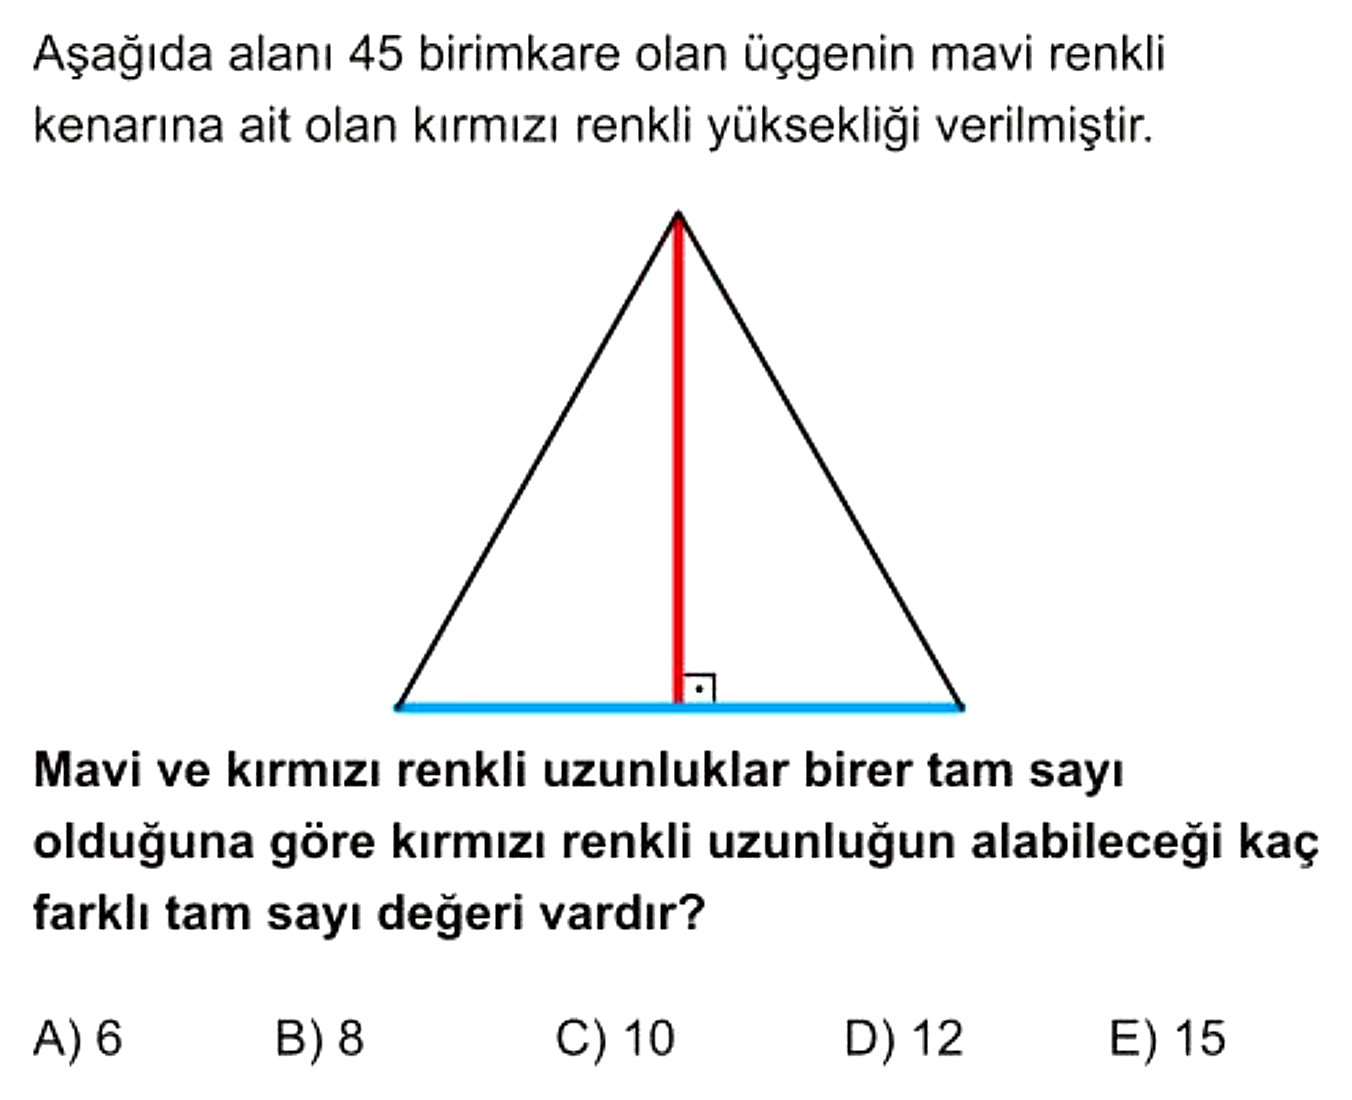 Aşağıda alanı 45 birimkare olan üçgenin mavi renkli
kenarına ait olan kırmızı renkli yüksekliği verilmiştir.
Mavi ve kırmızı renkli uzunluklar birer tam sayı
olduğuna göre kırmızı renkli uzunluğun alabileceği kaç
farklı tam sayı değeri vardır?
A) 6 B) 8 C) 10 D) 12 E) 15